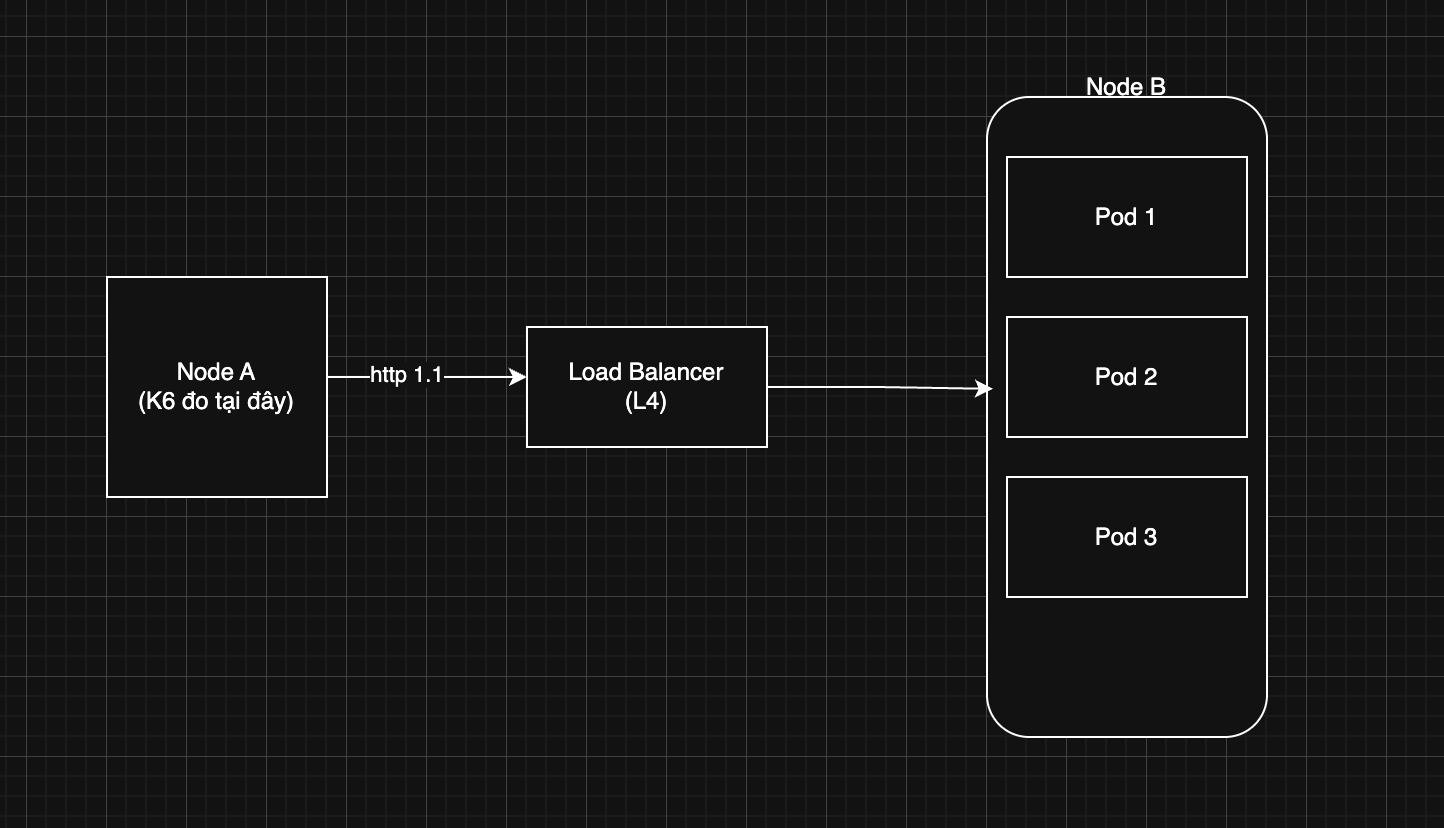 Node B
Pod 1
Node A
(K6 đo tại đây)
http 1.1
Load Balancer
(L4)
Pod 2
Pod 3